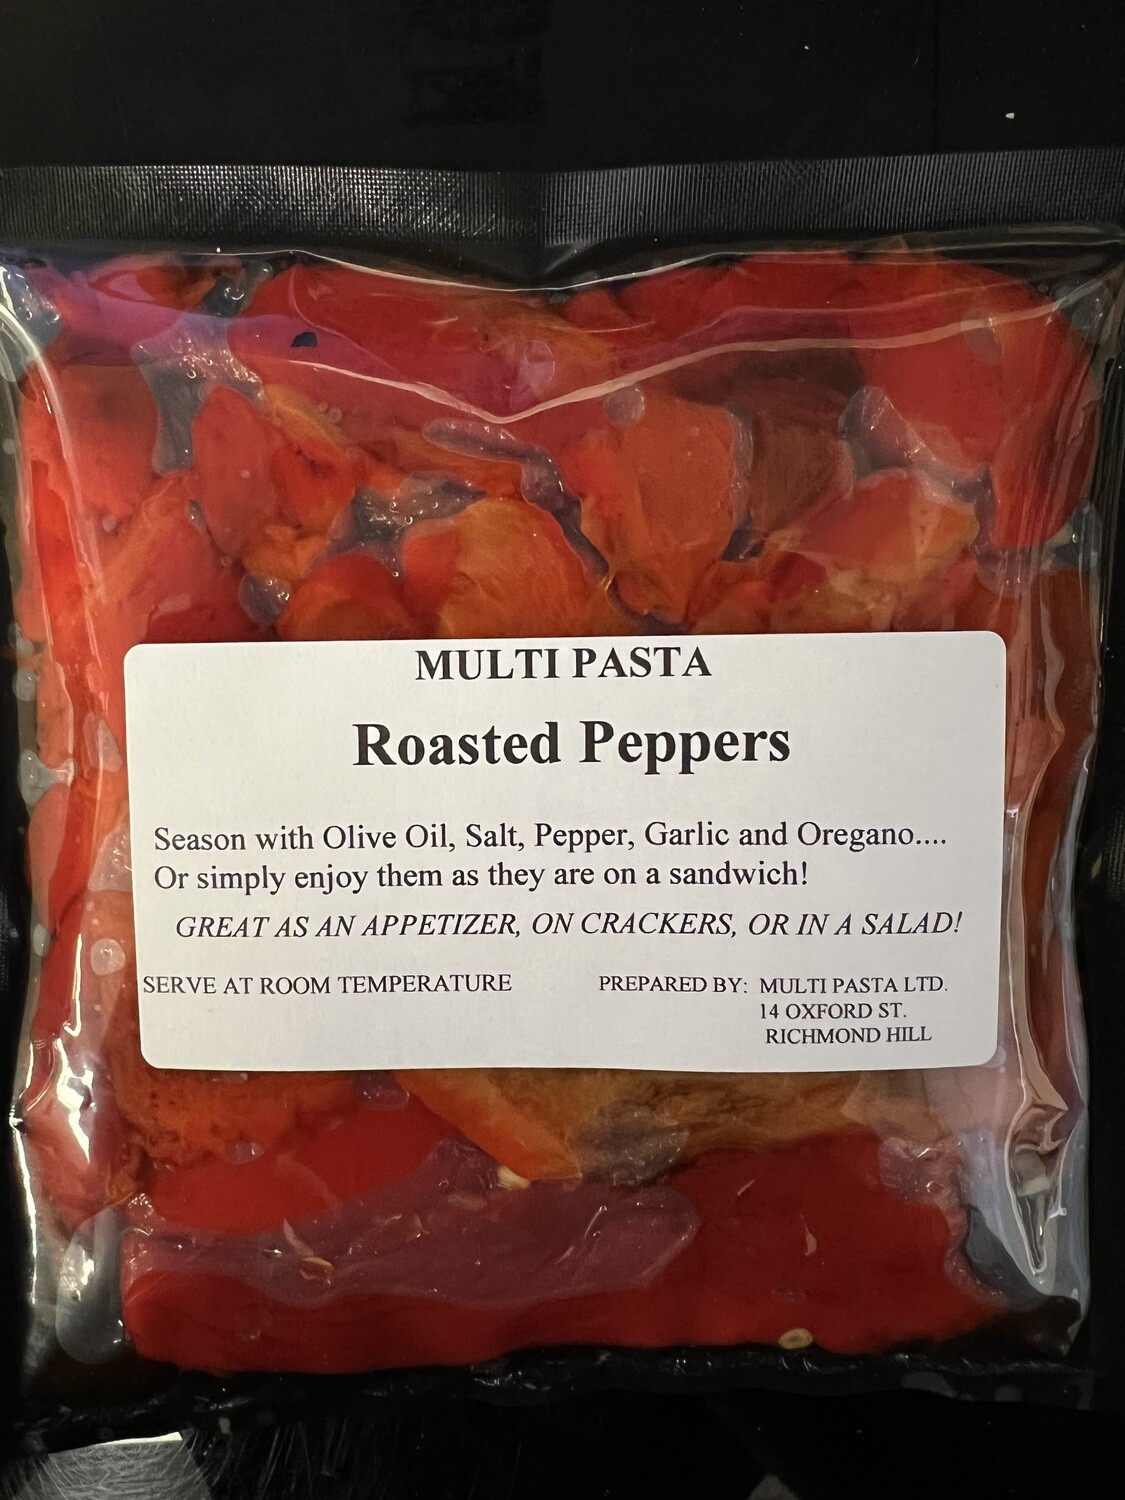 MULTI PASTA
Roasted Peppers
Season with Olive Oil, Salt, Pepper, Garlic and Oregano....
Or simply enjoy them as they are on a sandwich!
GREAT AS AN APPETIZER, ON CRACKERS, OR IN A SALAD!
SERVE AT ROOM TEMPERATURE
PREPARED BY: MULTI PASTA LTD.
14 OXFORD ST.
RICHMOND HILL